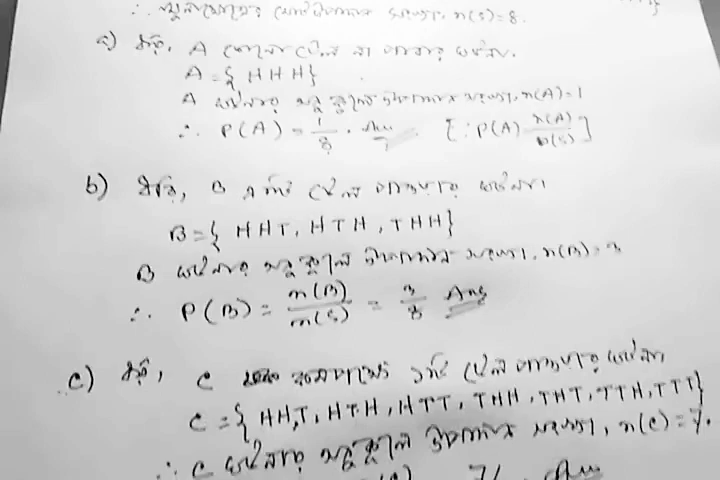 ∴ নমুনাক্ষেত্রের মোট উপাদান সংখ্যা, n(S)=8.
a) ধরি, A কোনো টেল না পাওয়ার ঘটনা.
A = { HHH}
A ঘটনার অনুকূলে উপাদান সংখ্যা, n(A)=1
∴ P(A) = 1/8 . Ans [∵P(A) n(A)/n(S)]
b) ধরি, B একটি টেল পাওয়ার ঘটনা
B = { HHT, HTH, THH}
B ঘটনার অনুকূলে উপাদান সংখ্যা, n(B)= 3
∴ P(B) = n(B)/n(S) = 3/8 Ans
c) ধরি, C কমপক্ষে ১টি টেল পাওয়ার ঘটনা
C = { HHT, HTH, HTT, THH, THT, TTH, TTT}
∴ C ঘটনার অনুকূলে উপাদান সংখ্যা, n(C) = 7.
Ans